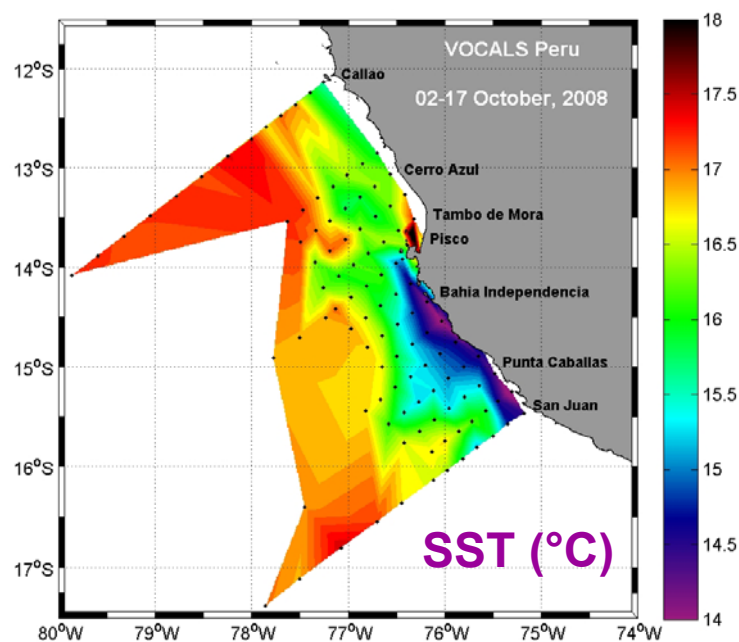 VOCALS Peru
02-17 October, 2008
Callao
Cerro Azul
Tambo de Mora
Pisco
Bahia Independencia
Punta Caballas
San Juan
SST (°C)
12°S
13°S
14°S
15°S
16°S
17°S
80°W 79°W 78°W 77°W 76°W 75°W 74°W
18
17.5
17
16.5
16
15.5
15
14.5
14